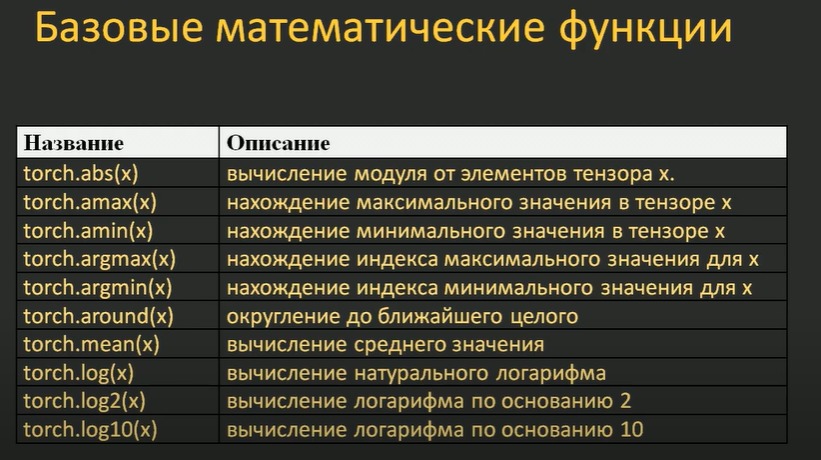 Базовые математические функции
Название Описание
torch.abs(x) вычисление модуля от элементов тензора x.
torch.amax(x) нахождение максимального значения в тензоре x
torch.amin(x) нахождение минимального значения в тензоре x
torch.argmax(x) нахождение индекса максимального значения для x
torch.argmin(x) нахождение индекса минимального значения для x
torch.around(x) округление до ближайшего целого
torch.mean(x) вычисление среднего значения
torch.log(x) вычисление натурального логарифма
torch.log2(x) вычисление логарифма по основанию 2
torch.log10(x) вычисление логарифма по основанию 10